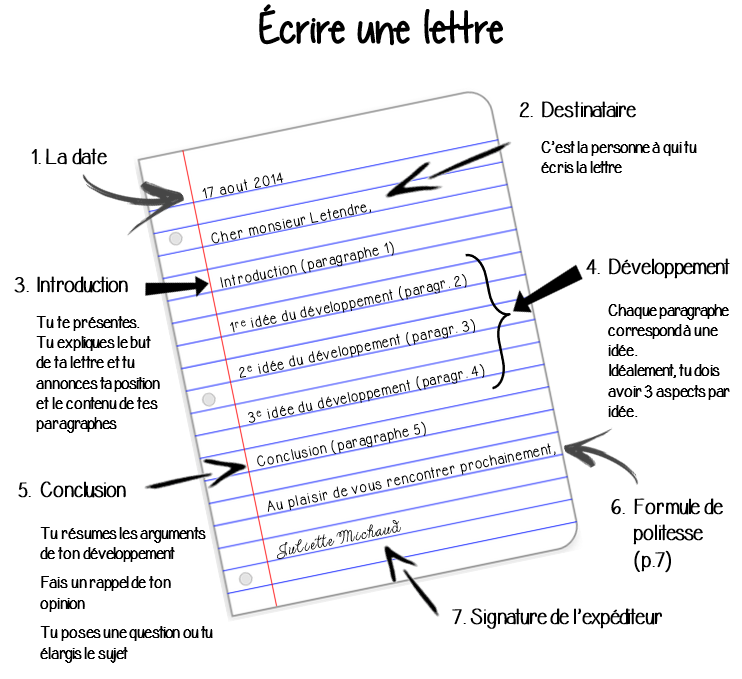 Écrire une lettre
1. La date
2. Destinataire
C'est la personne à qui tu
écris la lettre
17 aout 2014
Cher monsieur Letendre,
3. Introduction
Tu te présentes.
Tu expliques le but
de ta lettre et tu
annonces ta position
et le contenu de tes
paragraphes
Introduction (paragraphe 1)
1re idée du développement (paragr. 2)
2e idée du développement (paragr. 3)
3e idée du développement (paragr. 4)
4. Développement
Chaque paragraphe
correspond à une
idée.
Idéalement, tu dois
avoir 3 aspects par
idée.
Conclusion (paragraphe 5)
5. Conclusion
Tu résumes les arguments
de ton développement
Fais un rappel de ton
opinion
Tu poses une question ou tu
élargis le sujet
Au plaisir de vous rencontrer prochainement,
6. Formule de
politesse
(p.7)
Juliette Michaud
7. Signature de l'expéditeur